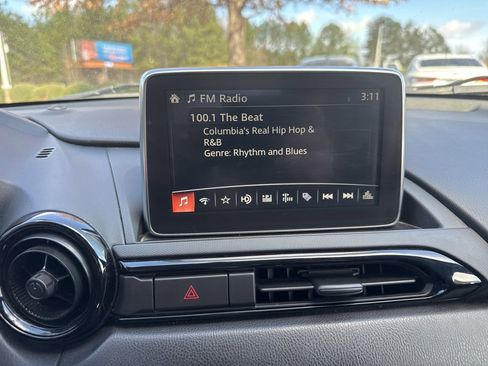 FM Radio 3:11
100.1 The Beat
Columbia's Real Hip Hop &
R&B
Genre: Rhythm and Blues